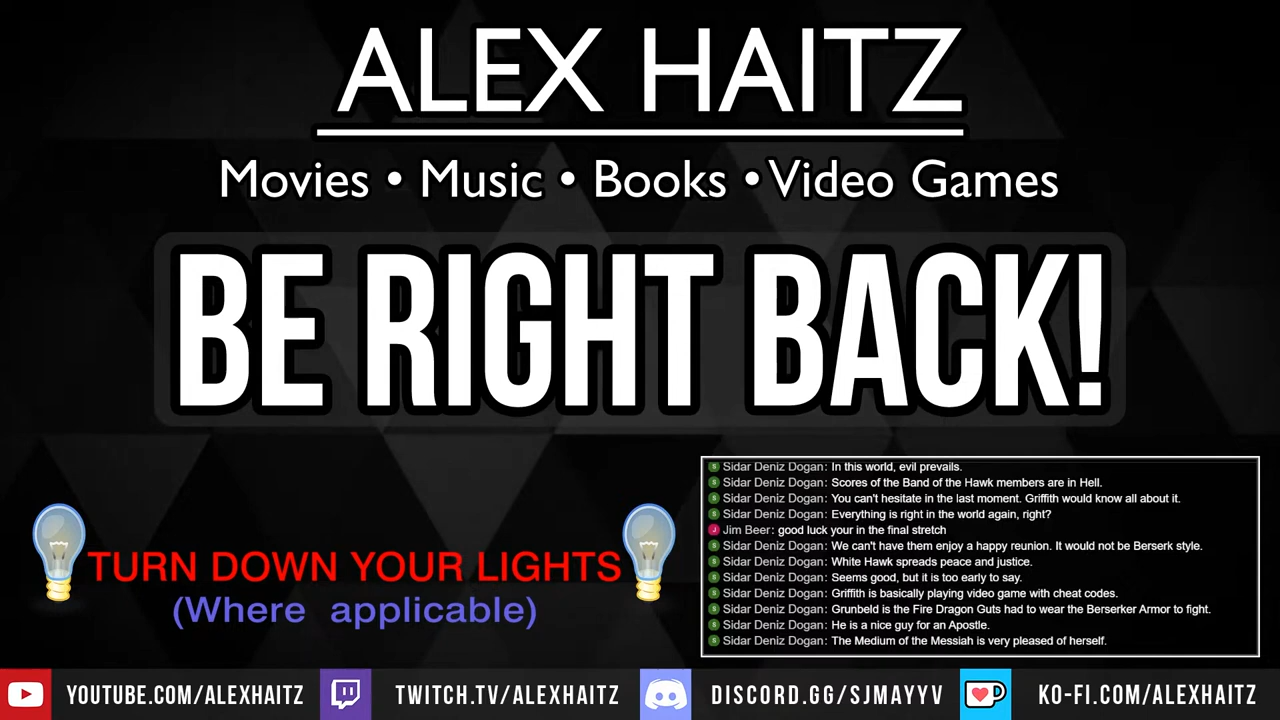 ALEX HAITZ
Movies • Music • Books • Video Games
BE RIGHT BACK!
TURN DOWN YOUR LIGHTS
(Where applicable)
Sidar Deniz Dogan: In this world, evil prevails.
Sidar Deniz Dogan: Scores of the Band of the Hawk members are in Hell.
Sidar Deniz Dogan: You can't hesitate in the last moment. Griffith would know all about it.
Sidar Deniz Dogan: Everything is right in the world again, right?
Jim Beer: good luck your in the final stretch
Sidar Deniz Dogan: We can't have them enjoy a happy reunion. It would not be Berserk style.
Sidar Deniz Dogan: White Hawk spreads peace and justice.
Sidar Deniz Dogan: Seems good, but it is too early to say.
Sidar Deniz Dogan: Griffith is basically playing video game with cheat codes.
Sidar Deniz Dogan: Grunbeld is the Fire Dragon Guts had to wear the Berserker Armor to fight.
Sidar Deniz Dogan: He is a nice guy for an Apostle.
Sidar Deniz Dogan: The Medium of the Messiah is very pleased of herself.
YOUTUBE.COM/ALEXHAITZ
TWITCH.TV/ALEXHAITZ
DISCORD.GG/SJMAYYV
KO-FI.COM/ALEXHAITZ